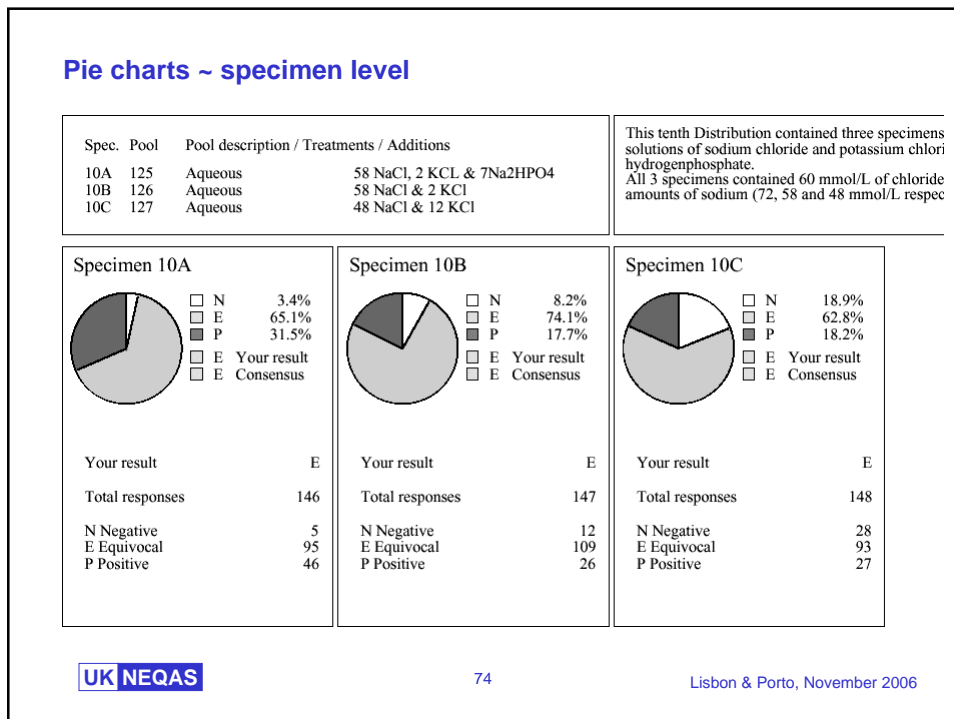 Pie charts ~ specimen level
Spec. Pool Pool description / Treatments / Additions
10A 125 Aqueous 58 NaCl, 2 KCL & 7Na2HPO4
10B 126 Aqueous 58 NaCl & 2 KCl
10C 127 Aqueous 48 NaCl & 12 KCl
This tenth Distribution contained three specimens
solutions of sodium chloride and potassium chlori
hydrogenphosphate.
All 3 specimens contained 60 mmol/L of chloride
amounts of sodium (72, 58 and 48 mmol/L respec
Specimen 10A
N 3.4%
E 65.1%
P 31.5%
E Your result
E Consensus
Your result E
Total responses 146
N Negative 5
E Equivocal 95
P Positive 46
Specimen 10B
N 8.2%
E 74.1%
P 17.7%
E Your result
E Consensus
Your result E
Total responses 147
N Negative 12
E Equivocal 109
P Positive 26
Specimen 10C
N 18.9%
E 62.8%
P 18.2%
E Your result
E Consensus
Your result E
Total responses 148
N Negative 28
E Equivocal 93
P Positive 27
UK NEQAS
74
Lisbon & Porto, November 2006